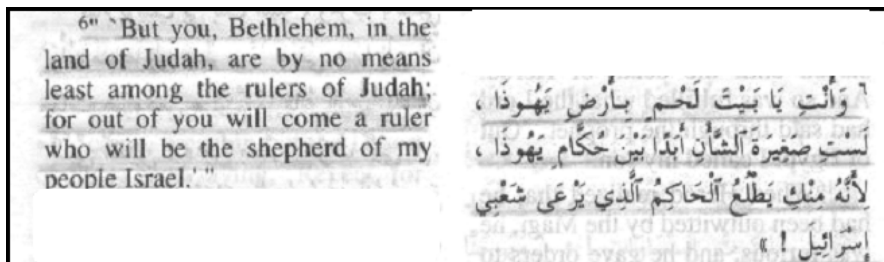 6" `But you, Bethlehem, in the
land of Judah, are by no means
least among the rulers of Judah;
for out of you will come a ruler
who will be the shepherd of my
people Israel.' "
٦ وَأَنْتِ يَا بَيْتَ لَحْمٍ بِأَرْضِ يَهُوذَا ،
لَسْتِ صَغِيرَةَ ٱلشَّأْنِ أَبَدًا بَيْنَ حُكَّامِ يَهُوذَا ،
لِأَنَّهُ مِنْكِ يَطْلُعُ ٱلْحَاكِمُ ٱلَّذِي يَرْعَى شَعْبِي
إِسْرَائِيلَ ! »